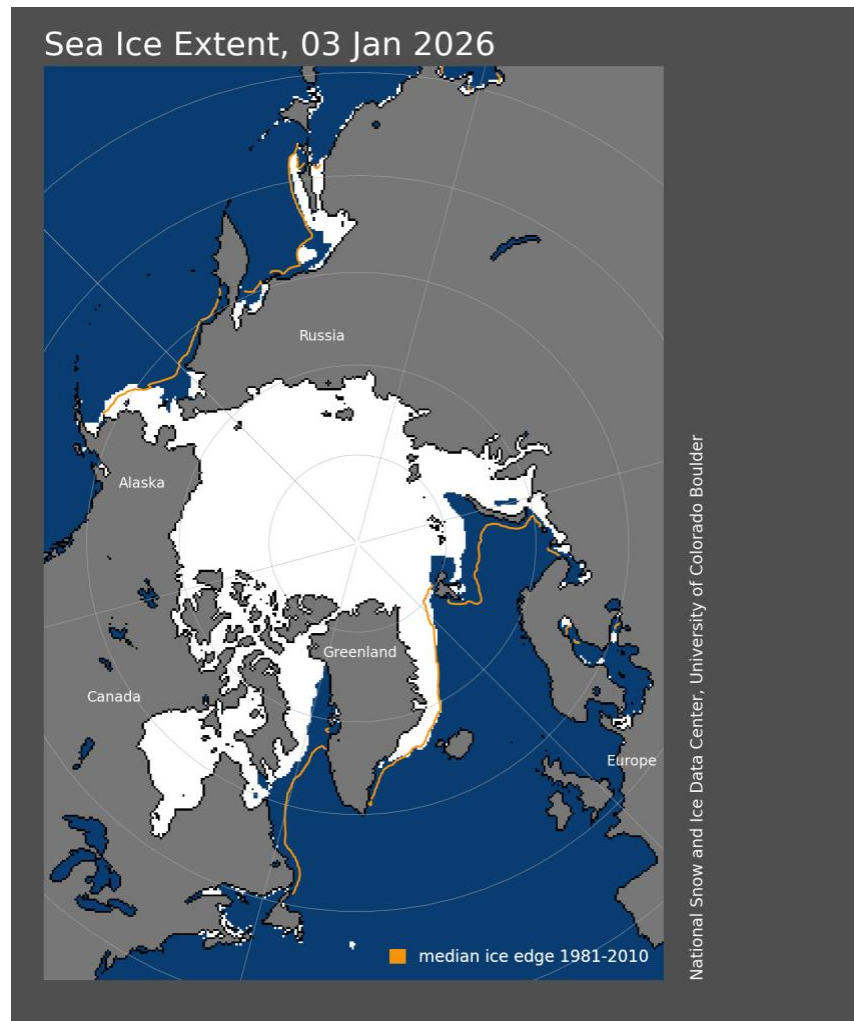 Sea Ice Extent, 03 Jan 2026
Russia
Alaska
Greenland
Canada
Europe
median ice edge 1981-2010
National Snow and Ice Data Center, University of Colorado Boulder